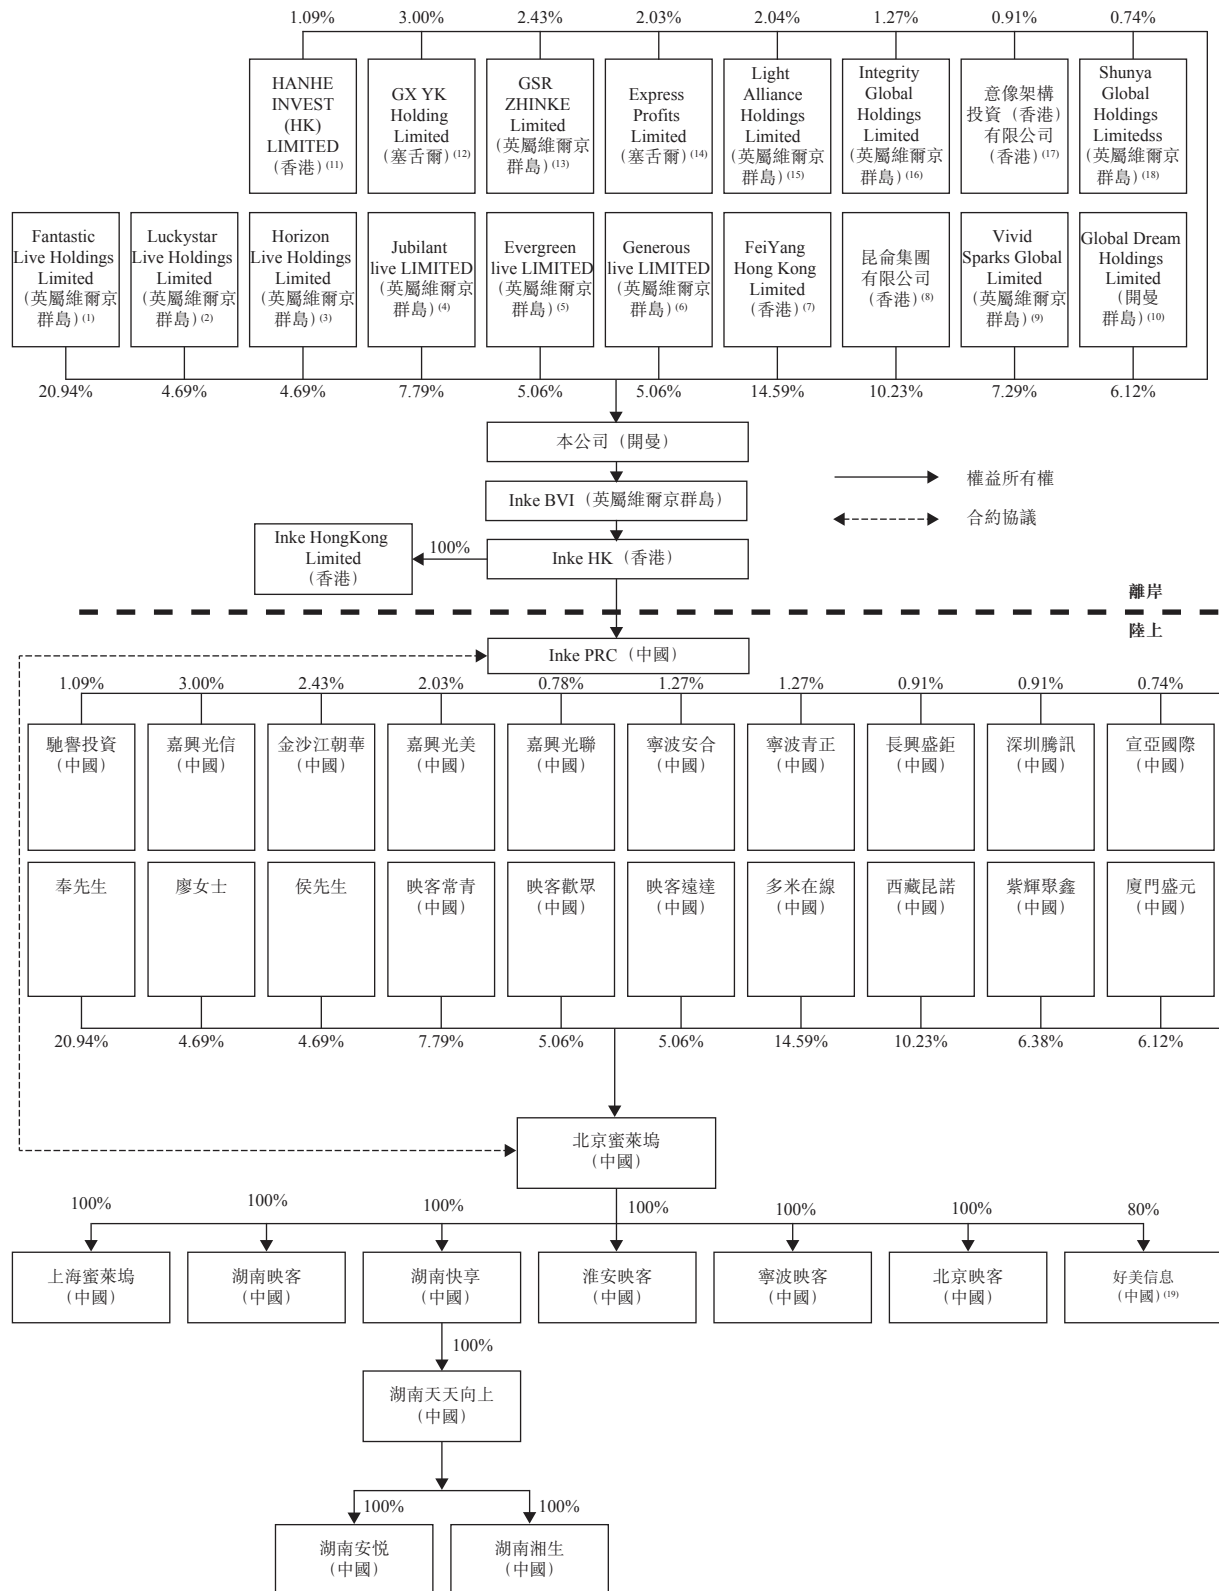 1.09% 3.00% 2.43% 2.03% 2.04% 1.27% 0.91% 0.74%
HANHE
INVEST
(HK)
LIMITED
（香港）(11)
GX YK
Holding
Limited
（塞舌爾）(12)
GSR
ZHINKE
Limited
（英屬維爾京
群島）(13)
Express
Profits
Limited
（塞舌爾）(14)
Light
Alliance
Holdings
Limited
（英屬維爾京
群島）(15)
Integrity
Global
Holdings
Limited
（英屬維爾京
群島）(16)
意像架構
投資（香港）
有限公司
（香港）(17)
Shunya
Global
Holdings
Limitedss
（英屬維爾京
群島）(18)
Fantastic
Live Holdings
Limited
（英屬維爾京
群島）(1)
Luckystar
Live Holdings
Limited
（英屬維爾京
群島）(2)
Horizon
Live Holdings
Limited
（英屬維爾京
群島）(3)
Jubilant
live LIMITED
（英屬維爾京
群島）(4)
Evergreen
live LIMITED
（英屬維爾京
群島）(5)
Generous
live LIMITED
（英屬維爾京
群島）(6)
FeiYang
Hong Kong
Limited
（香港）(7)
昆侖集團
有限公司
（香港）(8)
Vivid
Sparks Global
Limited
（英屬維爾京
群島）(9)
Global Dream
Holdings
Limited
（開曼
群島）(10)
20.94% 4.69% 4.69% 7.79% 5.06% 5.06% 14.59% 10.23% 7.29% 6.12%
本公司（開曼）
Inke BVI（英屬維爾京群島）
權益所有權
合約協議
Inke HongKong
Limited
（香港）
100%
Inke HK（香港）
離岸
陸上
Inke PRC（中國）
1.09% 3.00% 2.43% 2.03% 0.78% 1.27% 1.27% 0.91% 0.91% 0.74%
馳譽投資
（中國）
嘉興光信
（中國）
金沙江朝華
（中國）
嘉興光美
（中國）
嘉興光聯
（中國）
寧波安合
（中國）
寧波青正
（中國）
長興盛鉅
（中國）
深圳騰訊
（中國）
宣亞國際
（中國）
奉先生
廖女士
侯先生
映客常青
（中國）
映客歡眾
（中國）
映客遠達
（中國）
多米在線
（中國）
西藏昆諾
（中國）
紫輝聚鑫
（中國）
廈門盛元
（中國）
20.94% 4.69% 4.69% 7.79% 5.06% 5.06% 14.59% 10.23% 6.38% 6.12%
北京蜜萊塢
（中國）
100% 100% 100% 100% 100% 100% 80%
上海蜜萊塢
（中國）
湖南映客
（中國）
湖南快享
（中國）
淮安映客
（中國）
寧波映客
（中國）
北京映客
（中國）
好美信息
（中國）(19)
100%
湖南天天向上
（中國）
100% 100%
湖南安悦
（中國）
湖南湘生
（中國）